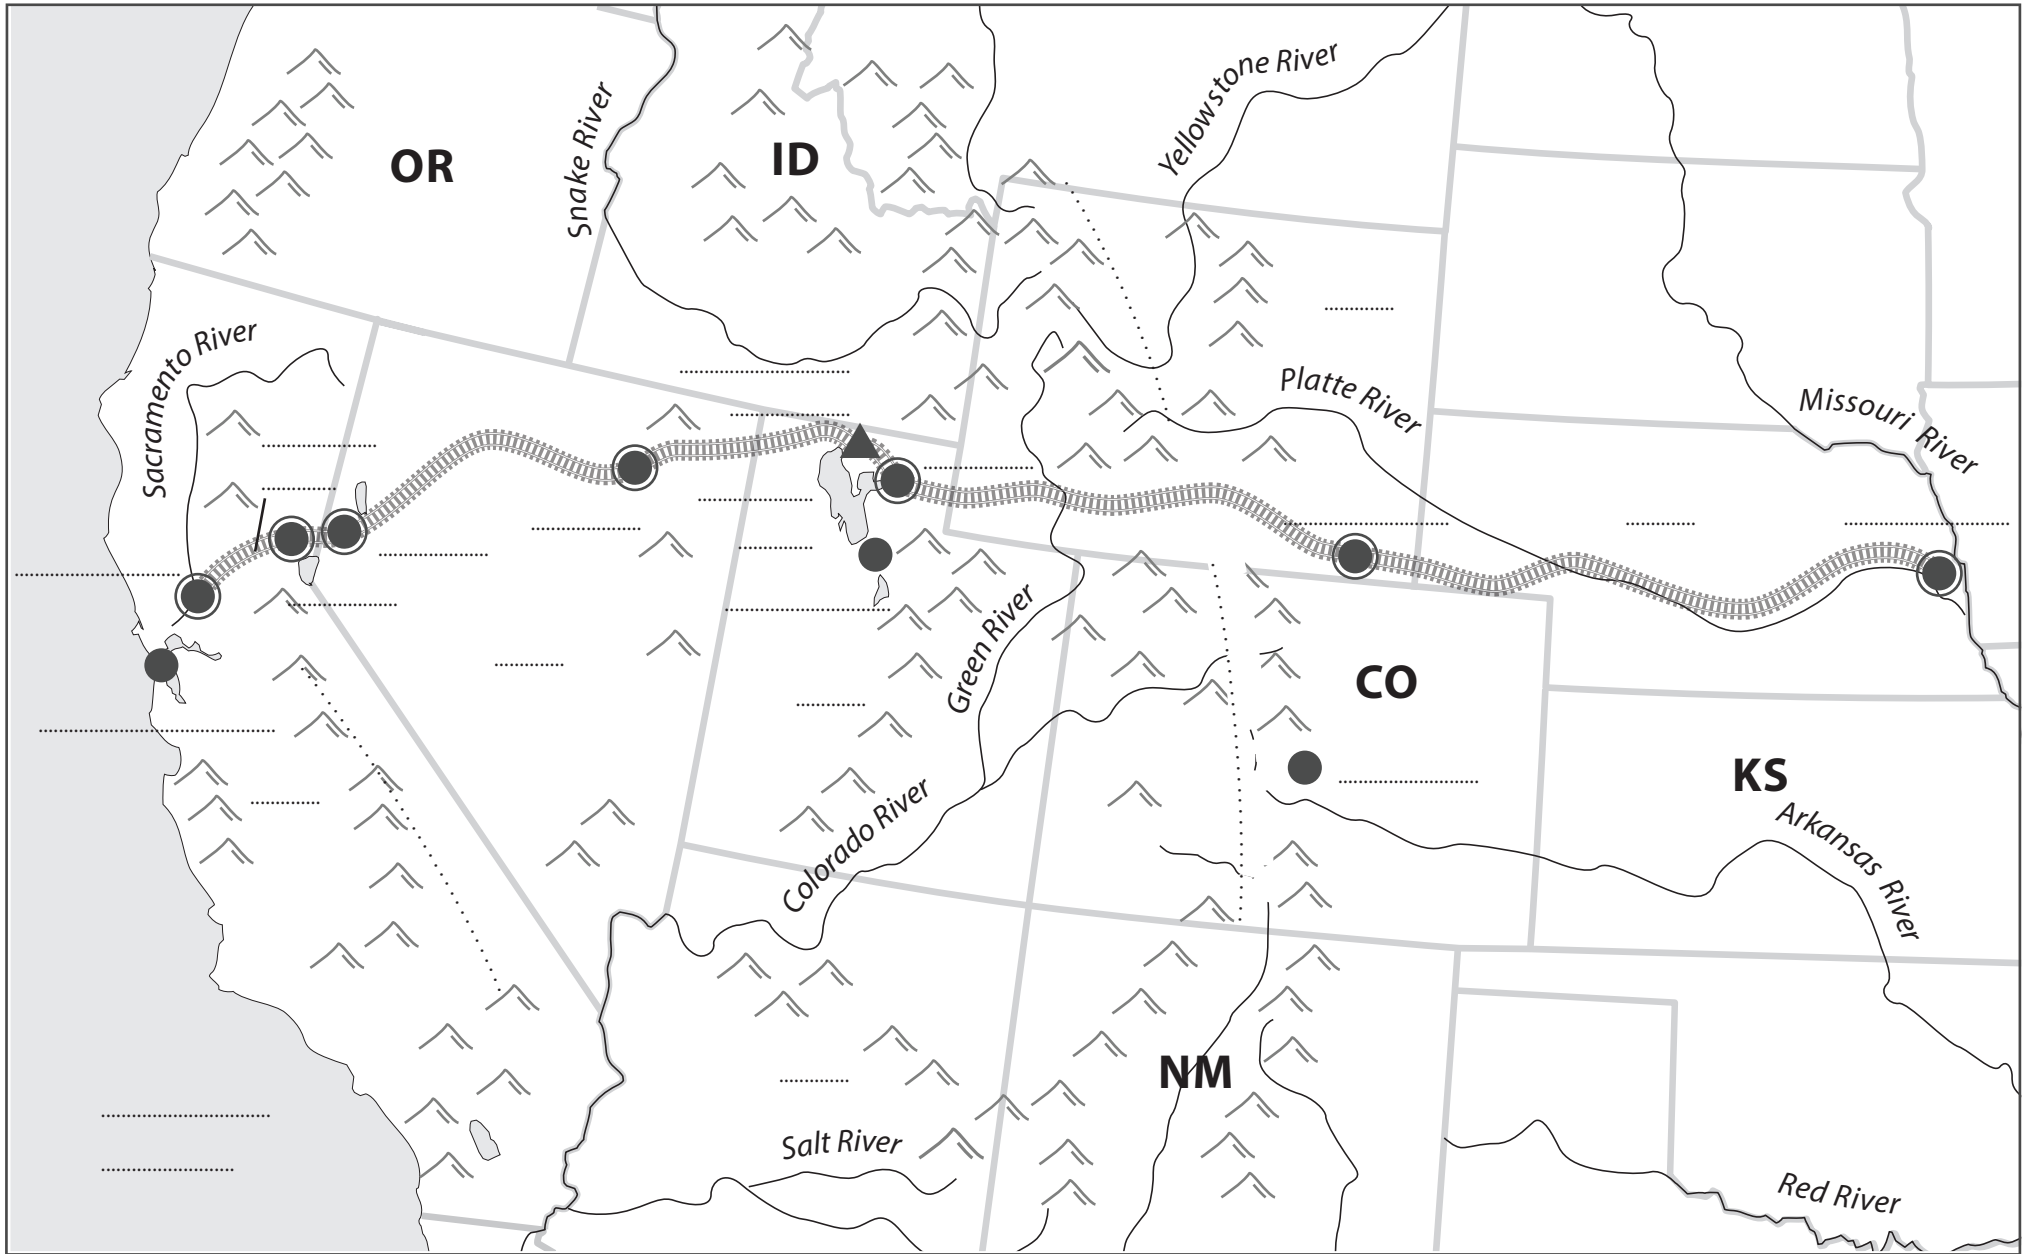 Yellowstone River
Snake River
OR
ID
Sacramento River
Platte River
Missouri River
Green River
CO
KS
Colorado River
Arkansas River
NM
Salt River
Red River